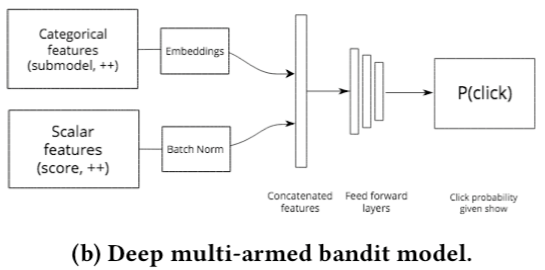 Categorical
features
(submodel, ++)
Embeddings
Scalar
features
(score, ++)
Batch Norm
P(click)
Concatenated
features
Feed forward
layers
Click probability
given show
(b) Deep multi-armed bandit model.